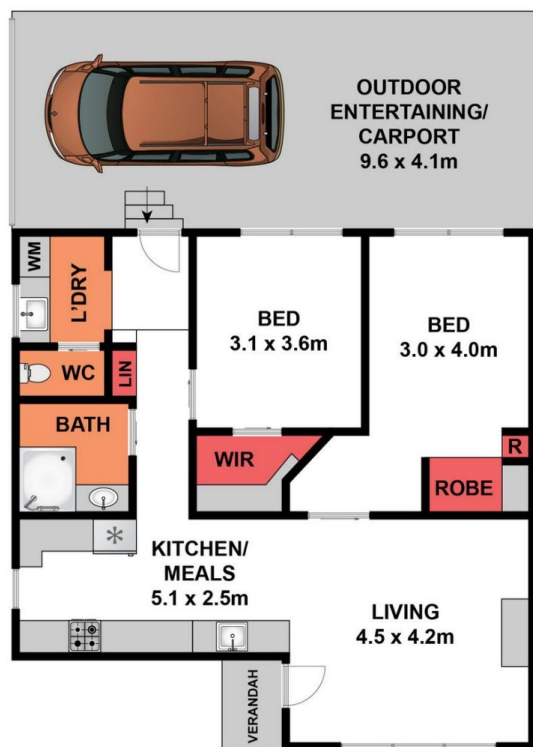 OUTDOOR
ENTERTAINING/
CARPORT
9.6 x 4.1m
WM
L'DRY
BED
3.1 x 3.6m
BED
3.0 x 4.0m
WC
LIN
BATH
WIR
R
ROBE
KITCHEN/
MEALS
5.1 x 2.5m
LIVING
4.5 x 4.2m
VERANDAH